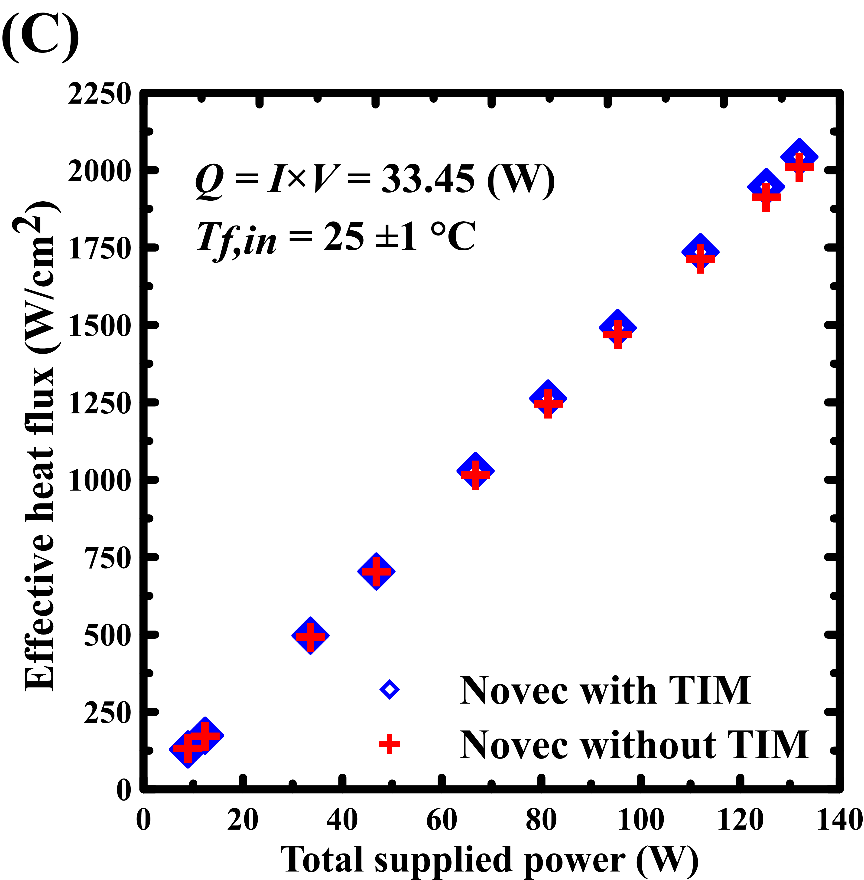 (C)
2250
2000
1750
1500
1250
1000
750
500
250
0
Effective heat flux (W/cm2)
Q = I×V = 33.45 (W)
Tf,in = 25 ±1 °C
Novec with TIM
Novec without TIM
0 20 40 60 80 100 120 140
Total supplied power (W)